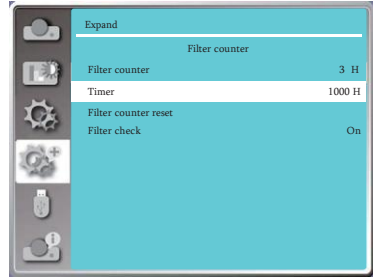 Expand
Filter counter
Filter counter 3 H
Timer 1000 H
Filter counter reset
Filter check On